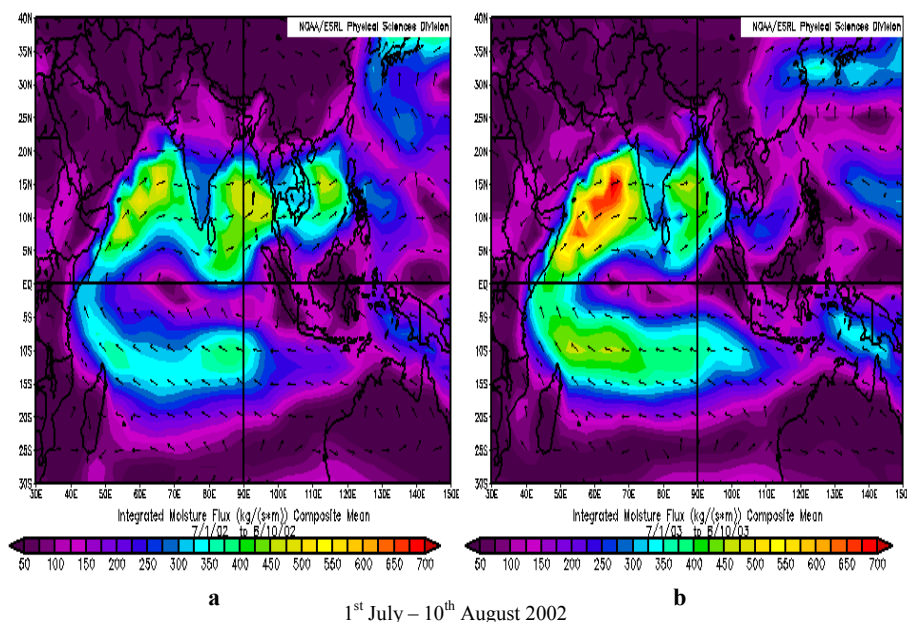 NOAA/ESRL Physical Sciences Division
NOAA/ESRL Physical Sciences Division
40N
35N
30N
25N
20N
15N
10N
5N
EQ
5S
10S
15S
20S
25S
30S
30E 40E 50E 60E 70E 80E 90E 100E 110E 120E 130E 140E 150E
40N
35N
30N
25N
20N
15N
10N
5N
EQ
5S
10S
15S
20S
25S
30S
30E 40E 50E 60E 70E 80E 90E 100E 110E 120E 130E 140E 150E
Integrated Moisture Flux (kg/(s*m)) Composite Mean
7/1/02 to 8/10/02
50 100 150 200 250 300 350 400 450 500 550 600 650 700
Integrated Moisture Flux (kg/(s*m)) Composite Mean
7/1/03 to 8/10/03
50 100 150 200 250 300 350 400 450 500 550 600 650 700
a
b
1st July – 10th August 2002